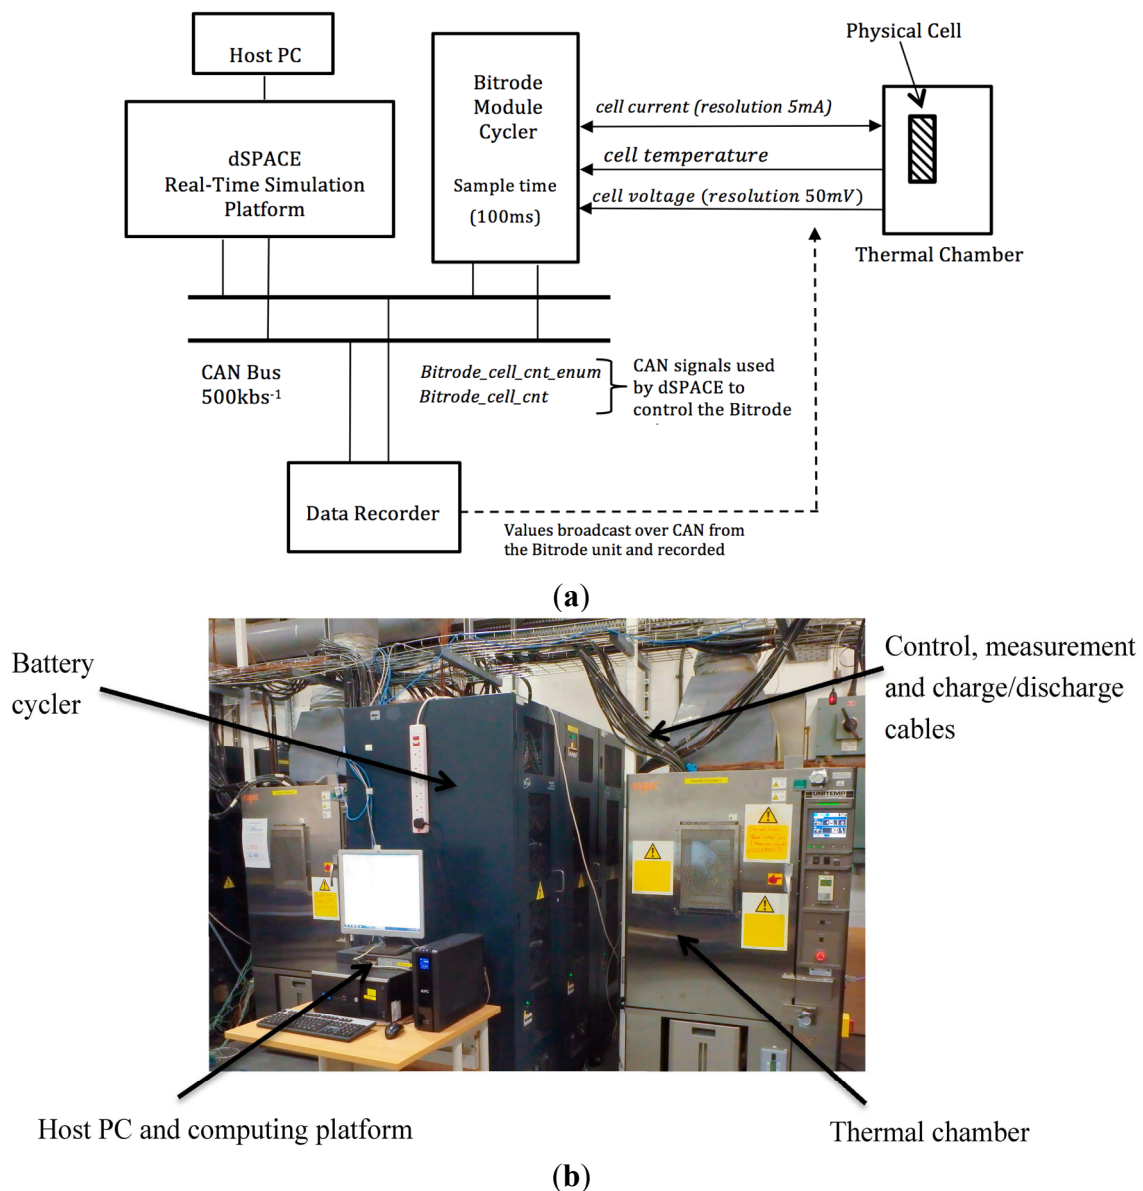 Host PC
dSPACE
Real-Time Simulation
Platform
Bitrode
Module
Cycler
Sample time
(100ms)
cell current (resolution 5mA)
cell temperature
cell voltage (resolution 50mV)
Physical Cell
Thermal Chamber
CAN Bus
500kbs-1
Bitrode_cell_cnt_enum
Bitrode_cell_cnt
CAN signals used
by dSPACE to
control the Bitrode
Data Recorder
Values broadcast over CAN from
the Bitrode unit and recorded
(a)
Battery
cycler
Control, measurement
and charge/discharge
cables
UNITEMP
APC
Host PC and computing platform
Thermal chamber
(b)